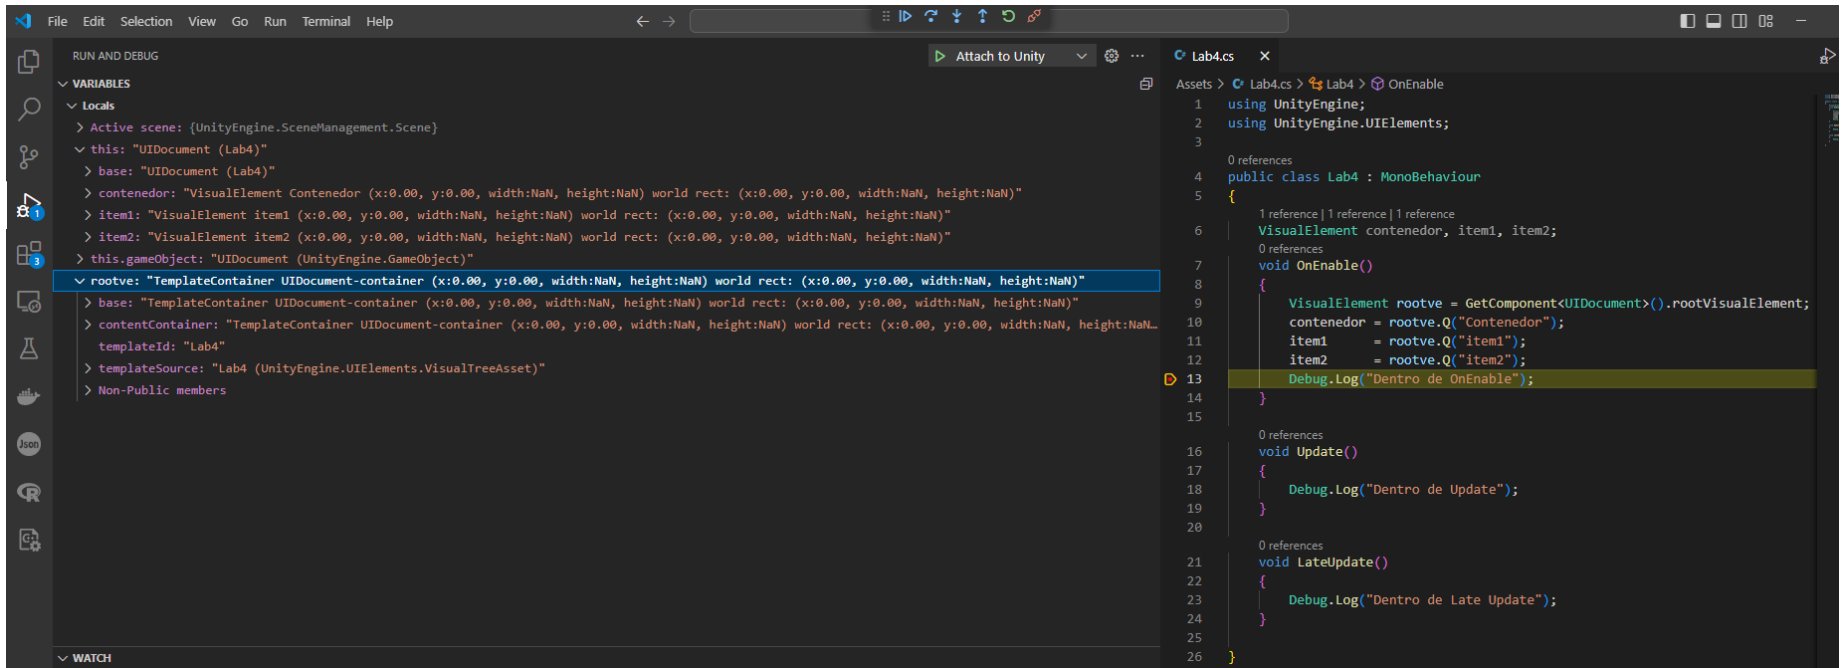 File Edit Selection View Go Run Terminal Help
RUN AND DEBUG
Attach to Unity
VARIABLES
Locals
Active scene: {UnityEngine.SceneManagement.Scene}
this: "UIDocument (Lab4)"
base: "UIDocument (Lab4)"
contenedor: "VisualElement Contenedor (x:0.00, y:0.00, width:NaN, height:NaN) world rect: (x:0.00, y:0.00, width:NaN, height:NaN)"
item1: "VisualElement item1 (x:0.00, y:0.00, width:NaN, height:NaN) world rect: (x:0.00, y:0.00, width:NaN, height:NaN)"
item2: "VisualElement item2 (x:0.00, y:0.00, width:NaN, height:NaN) world rect: (x:0.00, y:0.00, width:NaN, height:NaN)"
this.gameObject: "UIDocument (UnityEngine.GameObject)"
rootve: "TemplateContainer UIDocument-container (x:0.00, y:0.00, width:NaN, height:NaN) world rect: (x:0.00, y:0.00, width:NaN, height:NaN)"
base: "TemplateContainer UIDocument-container (x:0.00, y:0.00, width:NaN, height:NaN) world rect: (x:0.00, y:0.00, width:NaN, height:NaN)"
contentContainer: "TemplateContainer UIDocument-container (x:0.00, y:0.00, width:NaN, height:NaN) world rect: (x:0.00, y:0.00, width:NaN, height:NaN…
templateId: "Lab4"
templateSource: "Lab4 (UnityEngine.UIElements.VisualTreeAsset)"
Non-Public members
WATCH
1
3
Json
R
Lab4.cs
Assets > Lab4.cs > Lab4 > OnEnable
1 using UnityEngine;
2 using UnityEngine.UIElements;
3
0 references
4 public class Lab4 : MonoBehaviour
5 {
1 reference | 1 reference | 1 reference
6 VisualElement contenedor, item1, item2;
0 references
7 void OnEnable()
8 {
9 VisualElement rootve = GetComponent<UIDocument>().rootVisualElement;
10 contenedor = rootve.Q("Contenedor");
11 item1 = rootve.Q("item1");
12 item2 = rootve.Q("item2");
13 Debug.Log("Dentro de OnEnable");
14 }
15
0 references
16 void Update()
17 {
18 Debug.Log("Dentro de Update");
19 }
20
0 references
21 void LateUpdate()
22 {
23 Debug.Log("Dentro de Late Update");
24 }
25
26 }